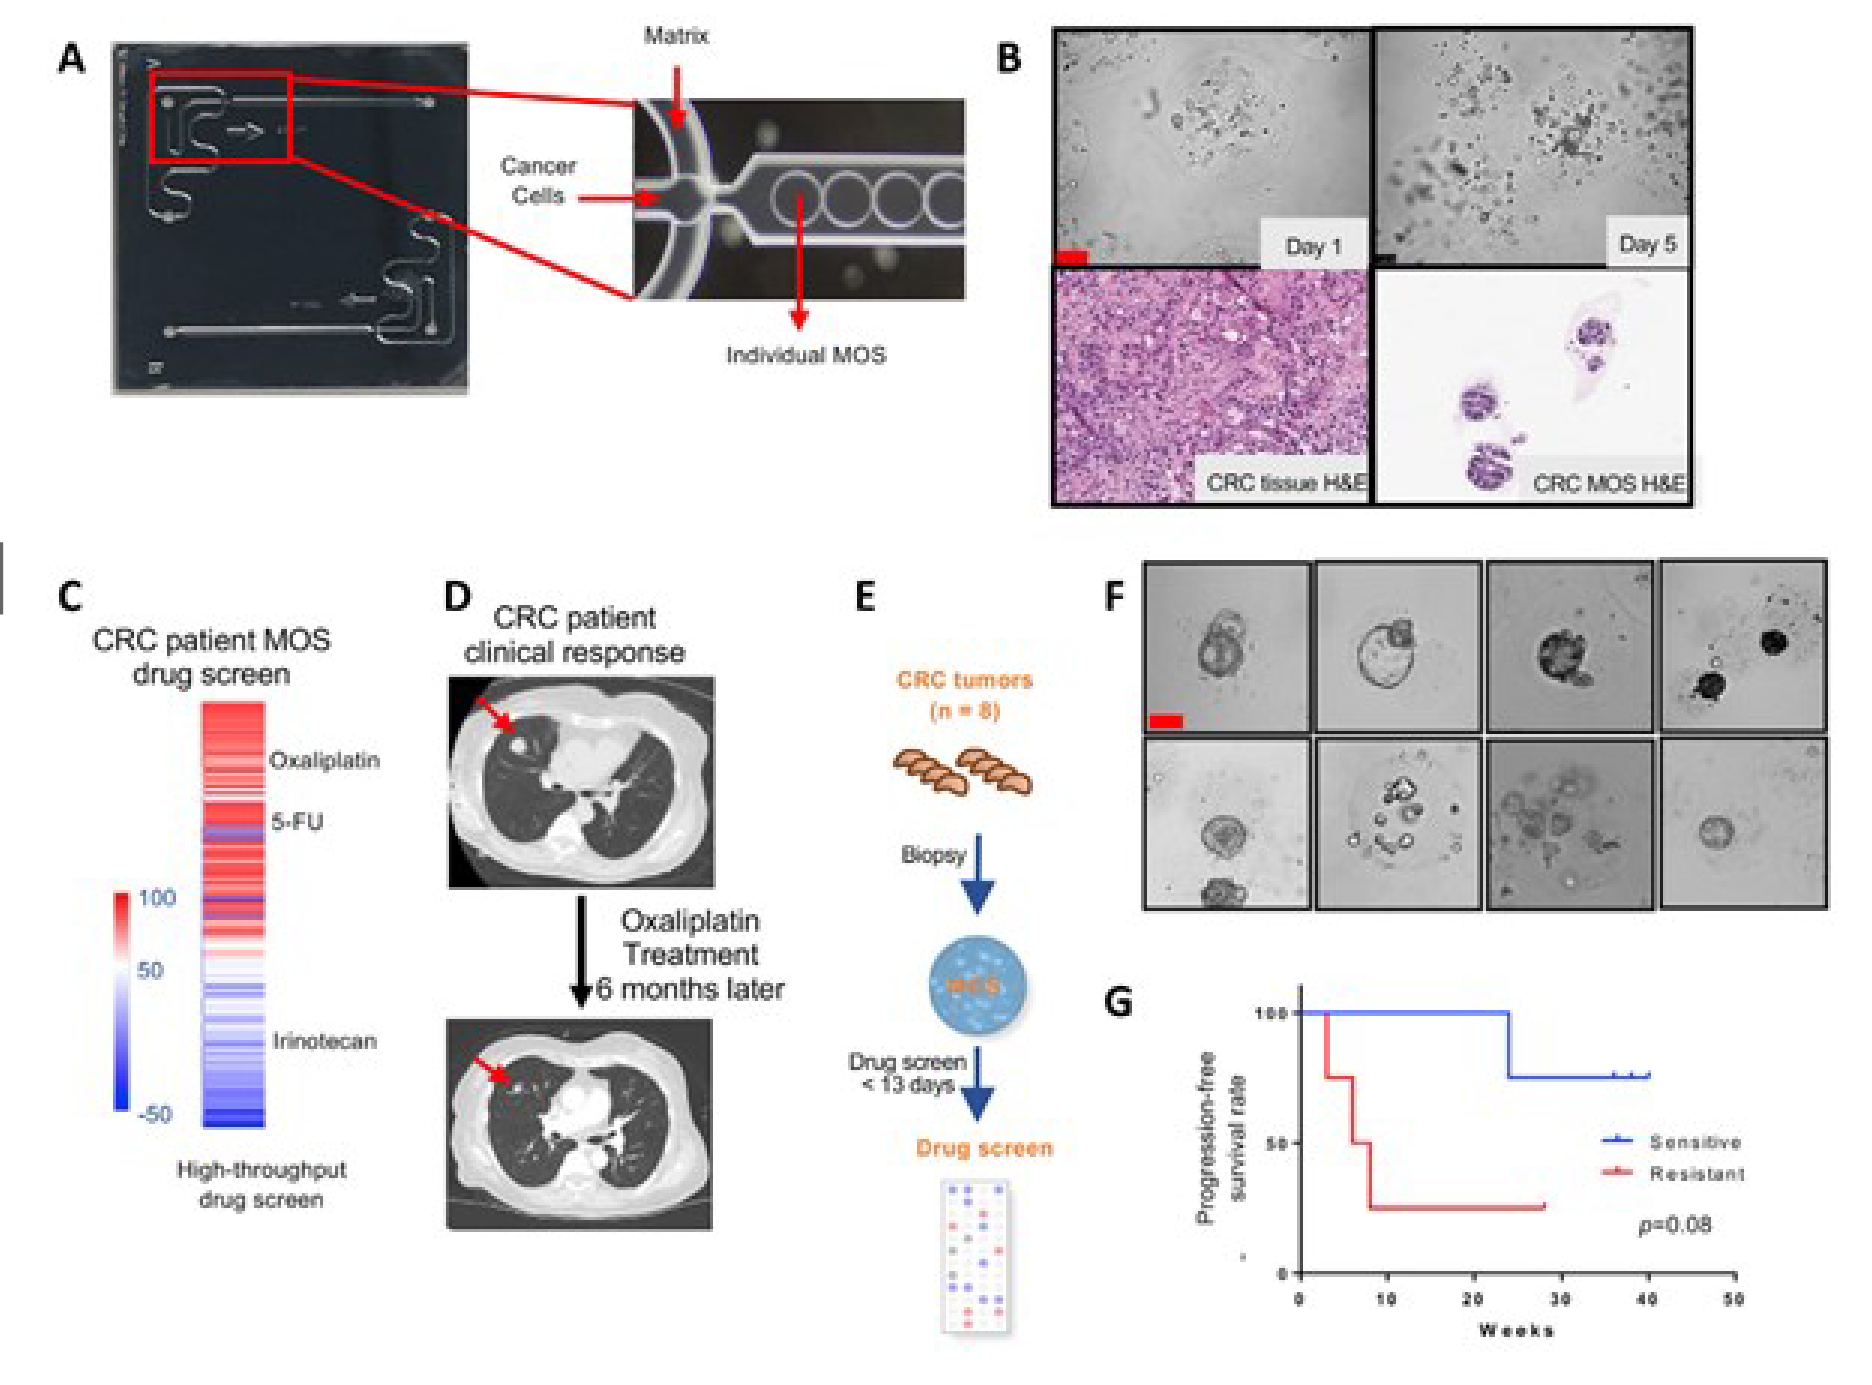 A
Matrix
Cancer
Cells
Individual MOS
B
Day 1
Day 5
CRC tissue H&E
CRC MOS H&E
C
CRC patient MOS
drug screen
Oxaliplatin
5-FU
100
50
Irinotecan
-50
High-throughput
drug screen
D
CRC patient
clinical response
Oxaliplatin
Treatment
6 months later
E
CRC tumors
(n = 8)
Biopsy
MOS
Drug screen
< 13 days
Drug screen
F
G
Progression-free
survival rate
100
50
0
0 10 20 30 40 50
Weeks
Sensitive
Resistant
p=0.08